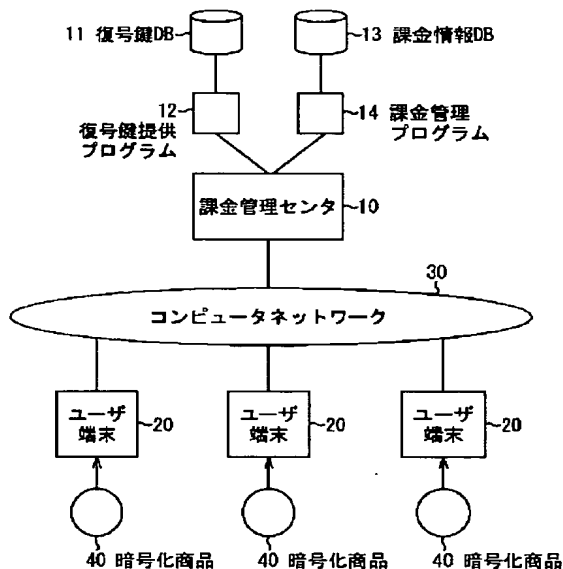 11 復号鍵DB
13 課金情報DB
12
復号鍵提供
プログラム
14 課金管理
プログラム
課金管理センタ
10
30
コンピュータネットワーク
ユーザ
端末
20
ユーザ
端末
20
ユーザ
端末
20
40 暗号化商品
40 暗号化商品
40 暗号化商品